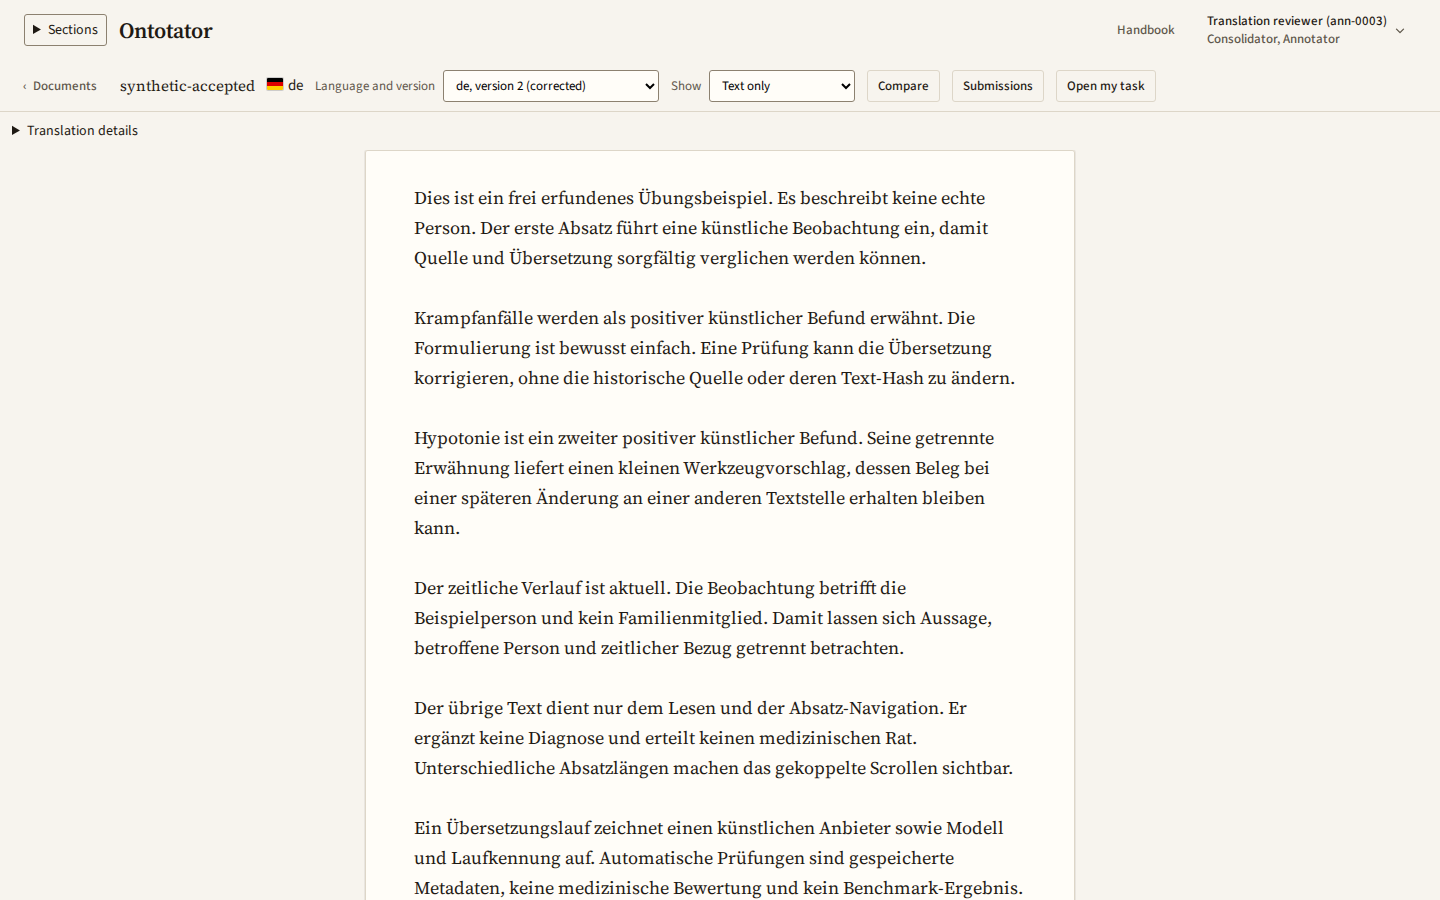 Sections
Ontotator
Handbook
Translation reviewer (ann-0003)
Consolidator, Annotator
‹ Documents
synthetic-accepted
de
Language and version
de, version 2 (corrected)
Show
Text only
Compare
Submissions
Open my task
Translation details
Dies ist ein frei erfundenes Übungsbeispiel. Es beschreibt keine echte
Person. Der erste Absatz führt eine künstliche Beobachtung ein, damit
Quelle und Übersetzung sorgfältig verglichen werden können.
Krampfanfälle werden als positiver künstlicher Befund erwähnt. Die
Formulierung ist bewusst einfach. Eine Prüfung kann die Übersetzung
korrigieren, ohne die historische Quelle oder deren Text-Hash zu ändern.
Hypotonie ist ein zweiter positiver künstlicher Befund. Seine getrennte
Erwähnung liefert einen kleinen Werkzeugvorschlag, dessen Beleg bei
einer späteren Änderung an einer anderen Textstelle erhalten bleiben
kann.
Der zeitliche Verlauf ist aktuell. Die Beobachtung betrifft die
Beispielperson und kein Familienmitglied. Damit lassen sich Aussage,
betroffene Person und zeitlicher Bezug getrennt betrachten.
Der übrige Text dient nur dem Lesen und der Absatz-Navigation. Er
ergänzt keine Diagnose und erteilt keinen medizinischen Rat.
Unterschiedliche Absatzlängen machen das gekoppelte Scrollen sichtbar.
Ein Übersetzungslauf zeichnet einen künstlichen Anbieter sowie Modell
und Laufkennung auf. Automatische Prüfungen sind gespeicherte
Metadaten, keine medizinische Bewertung und kein Benchmark-Ergebnis.